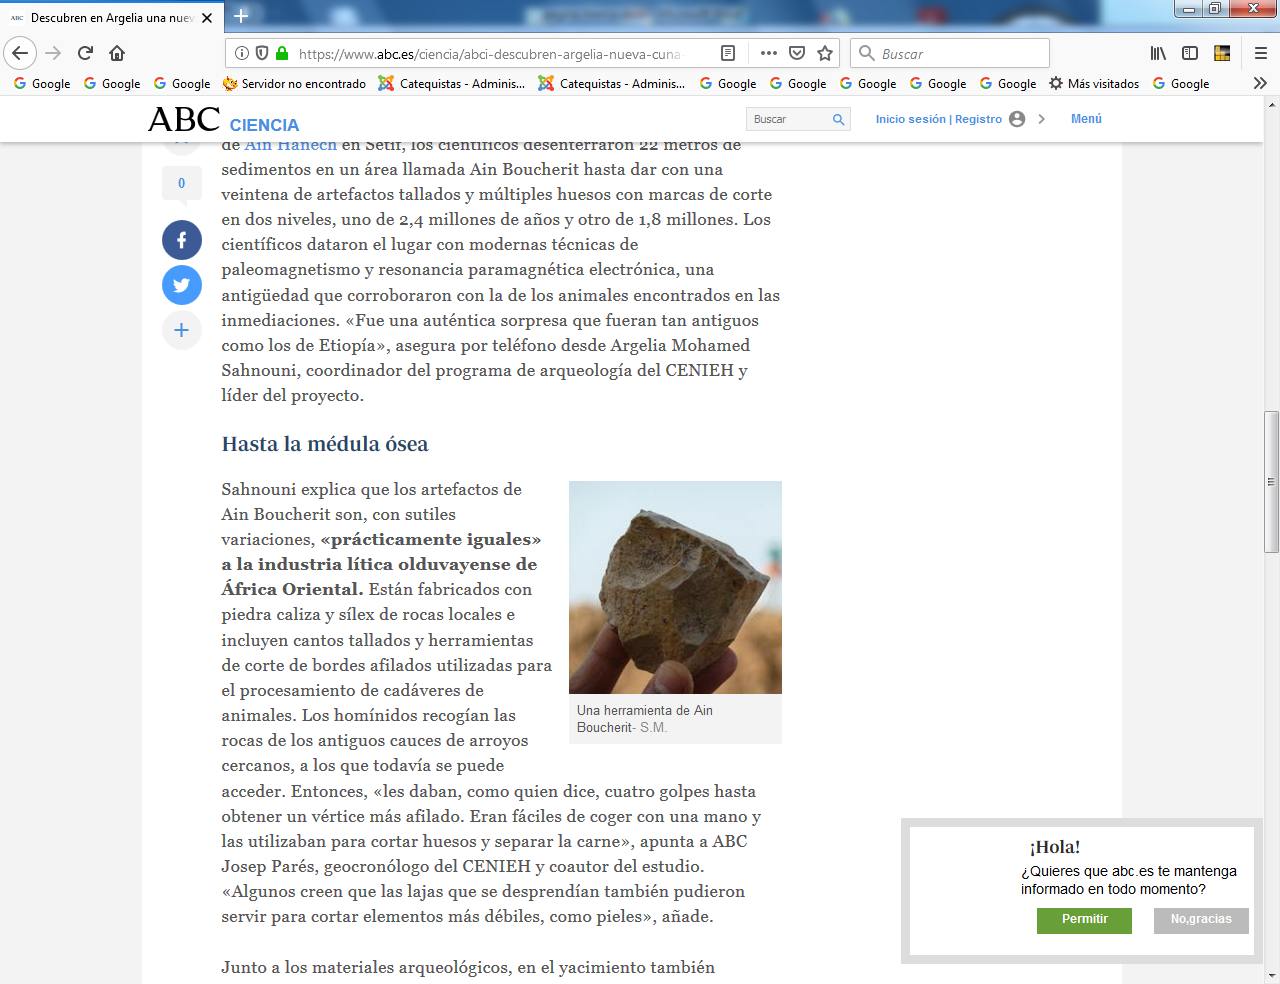 ABC
Descubren en Argelia una nuev
https://www.abc.es/ciencia/abci-descubren-argelia-nueva-cuna-
Buscar
Google
Google
Google
Servidor no encontrado
Catequistas - Adminis...
Catequistas - Adminis...
Google
Google
Google
Google
Google
Más visitados
Google
ABC CIENCIA
Buscar
Inicio sesión | Registro
Menú
0
de Ain Hanech en Setif, los científicos desenterraron 22 metros de
sedimentos en un área llamada Ain Boucherit hasta dar con una
veintena de artefactos tallados y múltiples huesos con marcas de corte
en dos niveles, uno de 2,4 millones de años y otro de 1,8 millones. Los
científicos dataron el lugar con modernas técnicas de
paleomagnetismo y resonancia paramagnética electrónica, una
antigüedad que corroboraron con la de los animales encontrados en las
inmediaciones. «Fue una auténtica sorpresa que fueran tan antiguos
como los de Etiopía», asegura por teléfono desde Argelia Mohamed
Sahnouni, coordinador del programa de arqueología del CENIEH y
líder del proyecto.
Hasta la médula ósea
Sahnouni explica que los artefactos de
Ain Boucherit son, con sutiles
variaciones, «prácticamente iguales»
a la industria lítica olduvayense de
África Oriental. Están fabricados con
piedra caliza y sílex de rocas locales e
incluyen cantos tallados y herramientas
de corte de bordes afilados utilizadas para
el procesamiento de cadáveres de
animales. Los homínidos recogían las
rocas de los antiguos cauces de arroyos
cercanos, a los que todavía se puede
acceder. Entonces, «les daban, como quien dice, cuatro golpes hasta
obtener un vértice más afilado. Eran fáciles de coger con una mano y
las utilizaban para cortar huesos y separar la carne», apunta a ABC
Josep Parés, geocronólogo del CENIEH y coautor del estudio.
«Algunos creen que las lajas que se desprendían también pudieron
servir para cortar elementos más débiles, como pieles», añade.
Junto a los materiales arqueológicos, en el yacimiento también
Una herramienta de Ain
Boucherit- S.M.
¡Hola!
¿Quieres que abc.es te mantenga
informado en todo momento?
Permitir
No,gracias